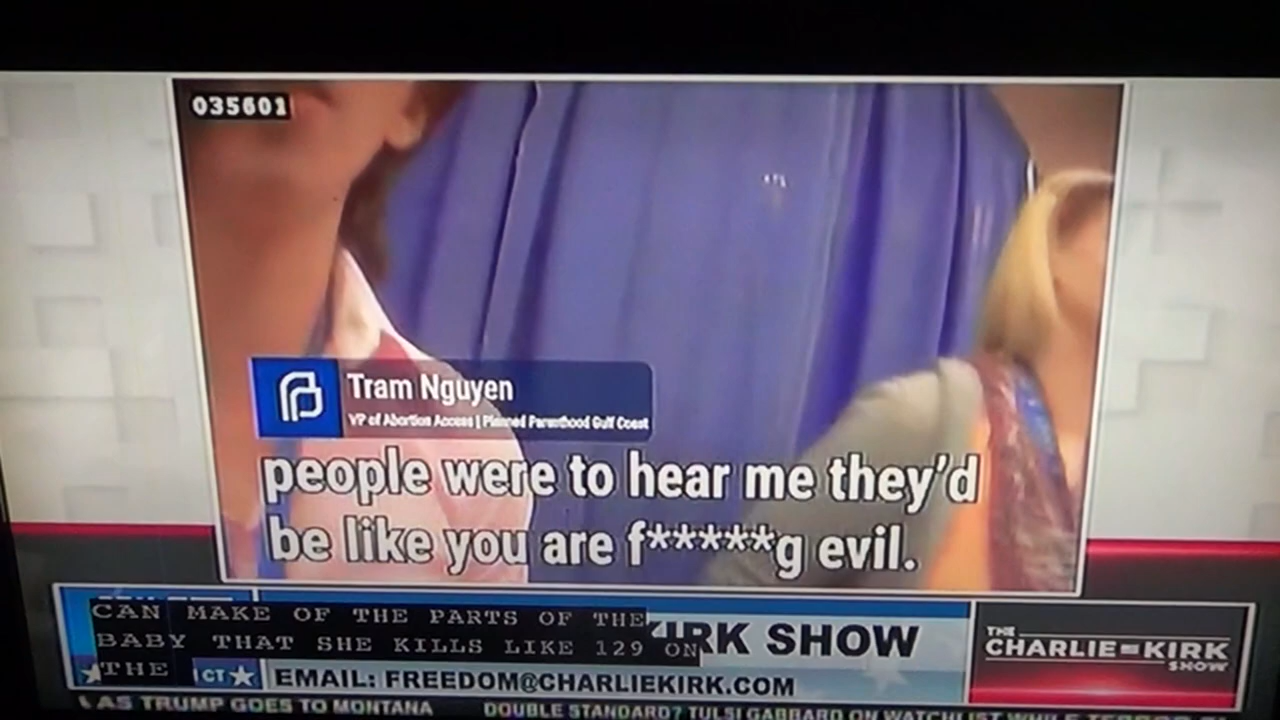 035601
Tram Nguyen
VP of Abortion Access | Planned Parenthood Gulf Coast
people were to hear me they'd
be like you are f*****g evil.
CAN MAKE OF THE PARTS OF THE
BABY THAT SHE KILLS LIKE 129 ON
THE
KIRK SHOW
EMAIL: FREEDOM@CHARLIEKIRK.COM
THE
CHARLIE KIRK
SHOW
AS TRUMP GOES TO MONTANA
DOUBLE STANDARD? TULSI GABBARD ON WATCHLIST WHILE